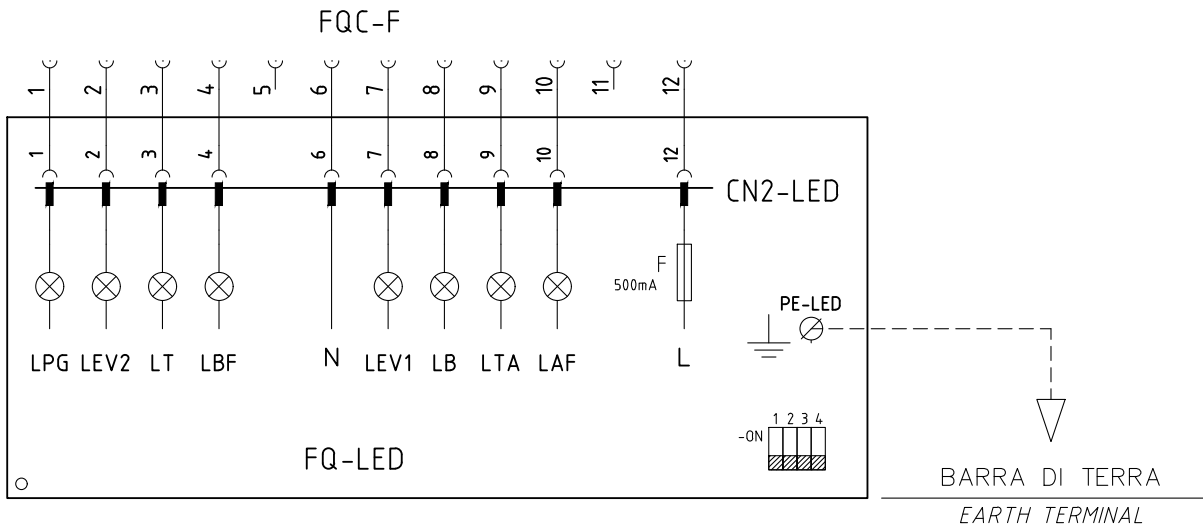 FQC-F
1 2 3 4 5 6 7 8 9 10 11 12
1 2 3 4 6 7 8 9 10 12
CN2-LED
F
500mA
PE-LED
LPG LEV2 LT LBF N LEV1 LB LTA LAF L
1 2 3 4
-ON
FQ-LED
BARRA DI TERRA
EARTH TERMINAL